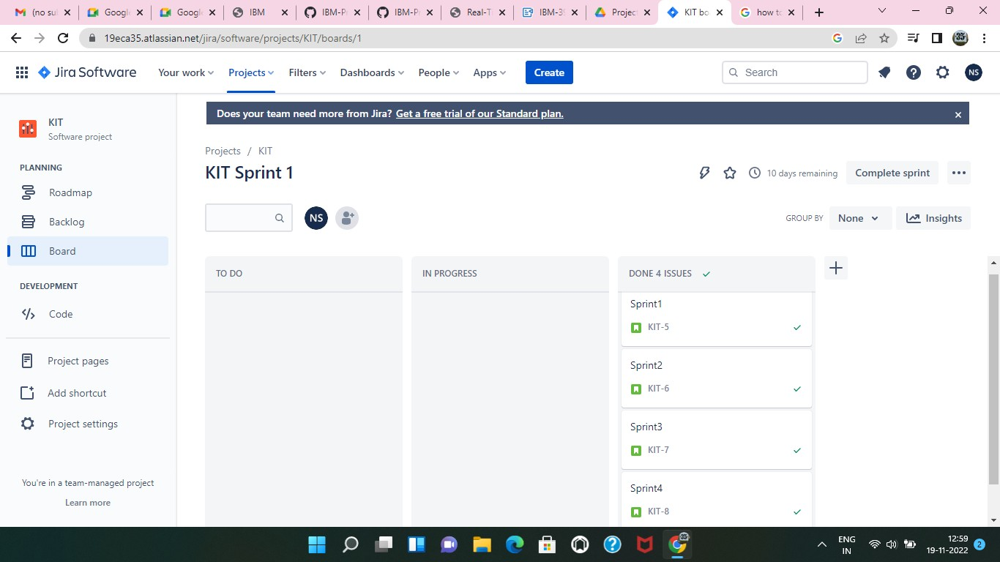 (no su
Google
Google
IBM
IBM-P
IBM-P
Real-T
IBM-3
Project
KIT bo
how to
19eca35.atlassian.net/jira/software/projects/KIT/boards/1
Jira Software
Your work
Projects
Filters
Dashboards
People
Apps
Create
Search
NS
Does your team need more from Jira? Get a free trial of our Standard plan.
KIT
Software project
PLANNING
Roadmap
Backlog
Board
DEVELOPMENT
Code
Project pages
Add shortcut
Project settings
You're in a team-managed project
Learn more
Projects / KIT
KIT Sprint 1
10 days remaining
Complete sprint
NS
GROUP BY
None
Insights
TO DO
IN PROGRESS
DONE 4 ISSUES
Sprint1
KIT-5
Sprint2
KIT-6
Sprint3
KIT-7
Sprint4
KIT-8
ENG
IN
12:59
19-11-2022
2